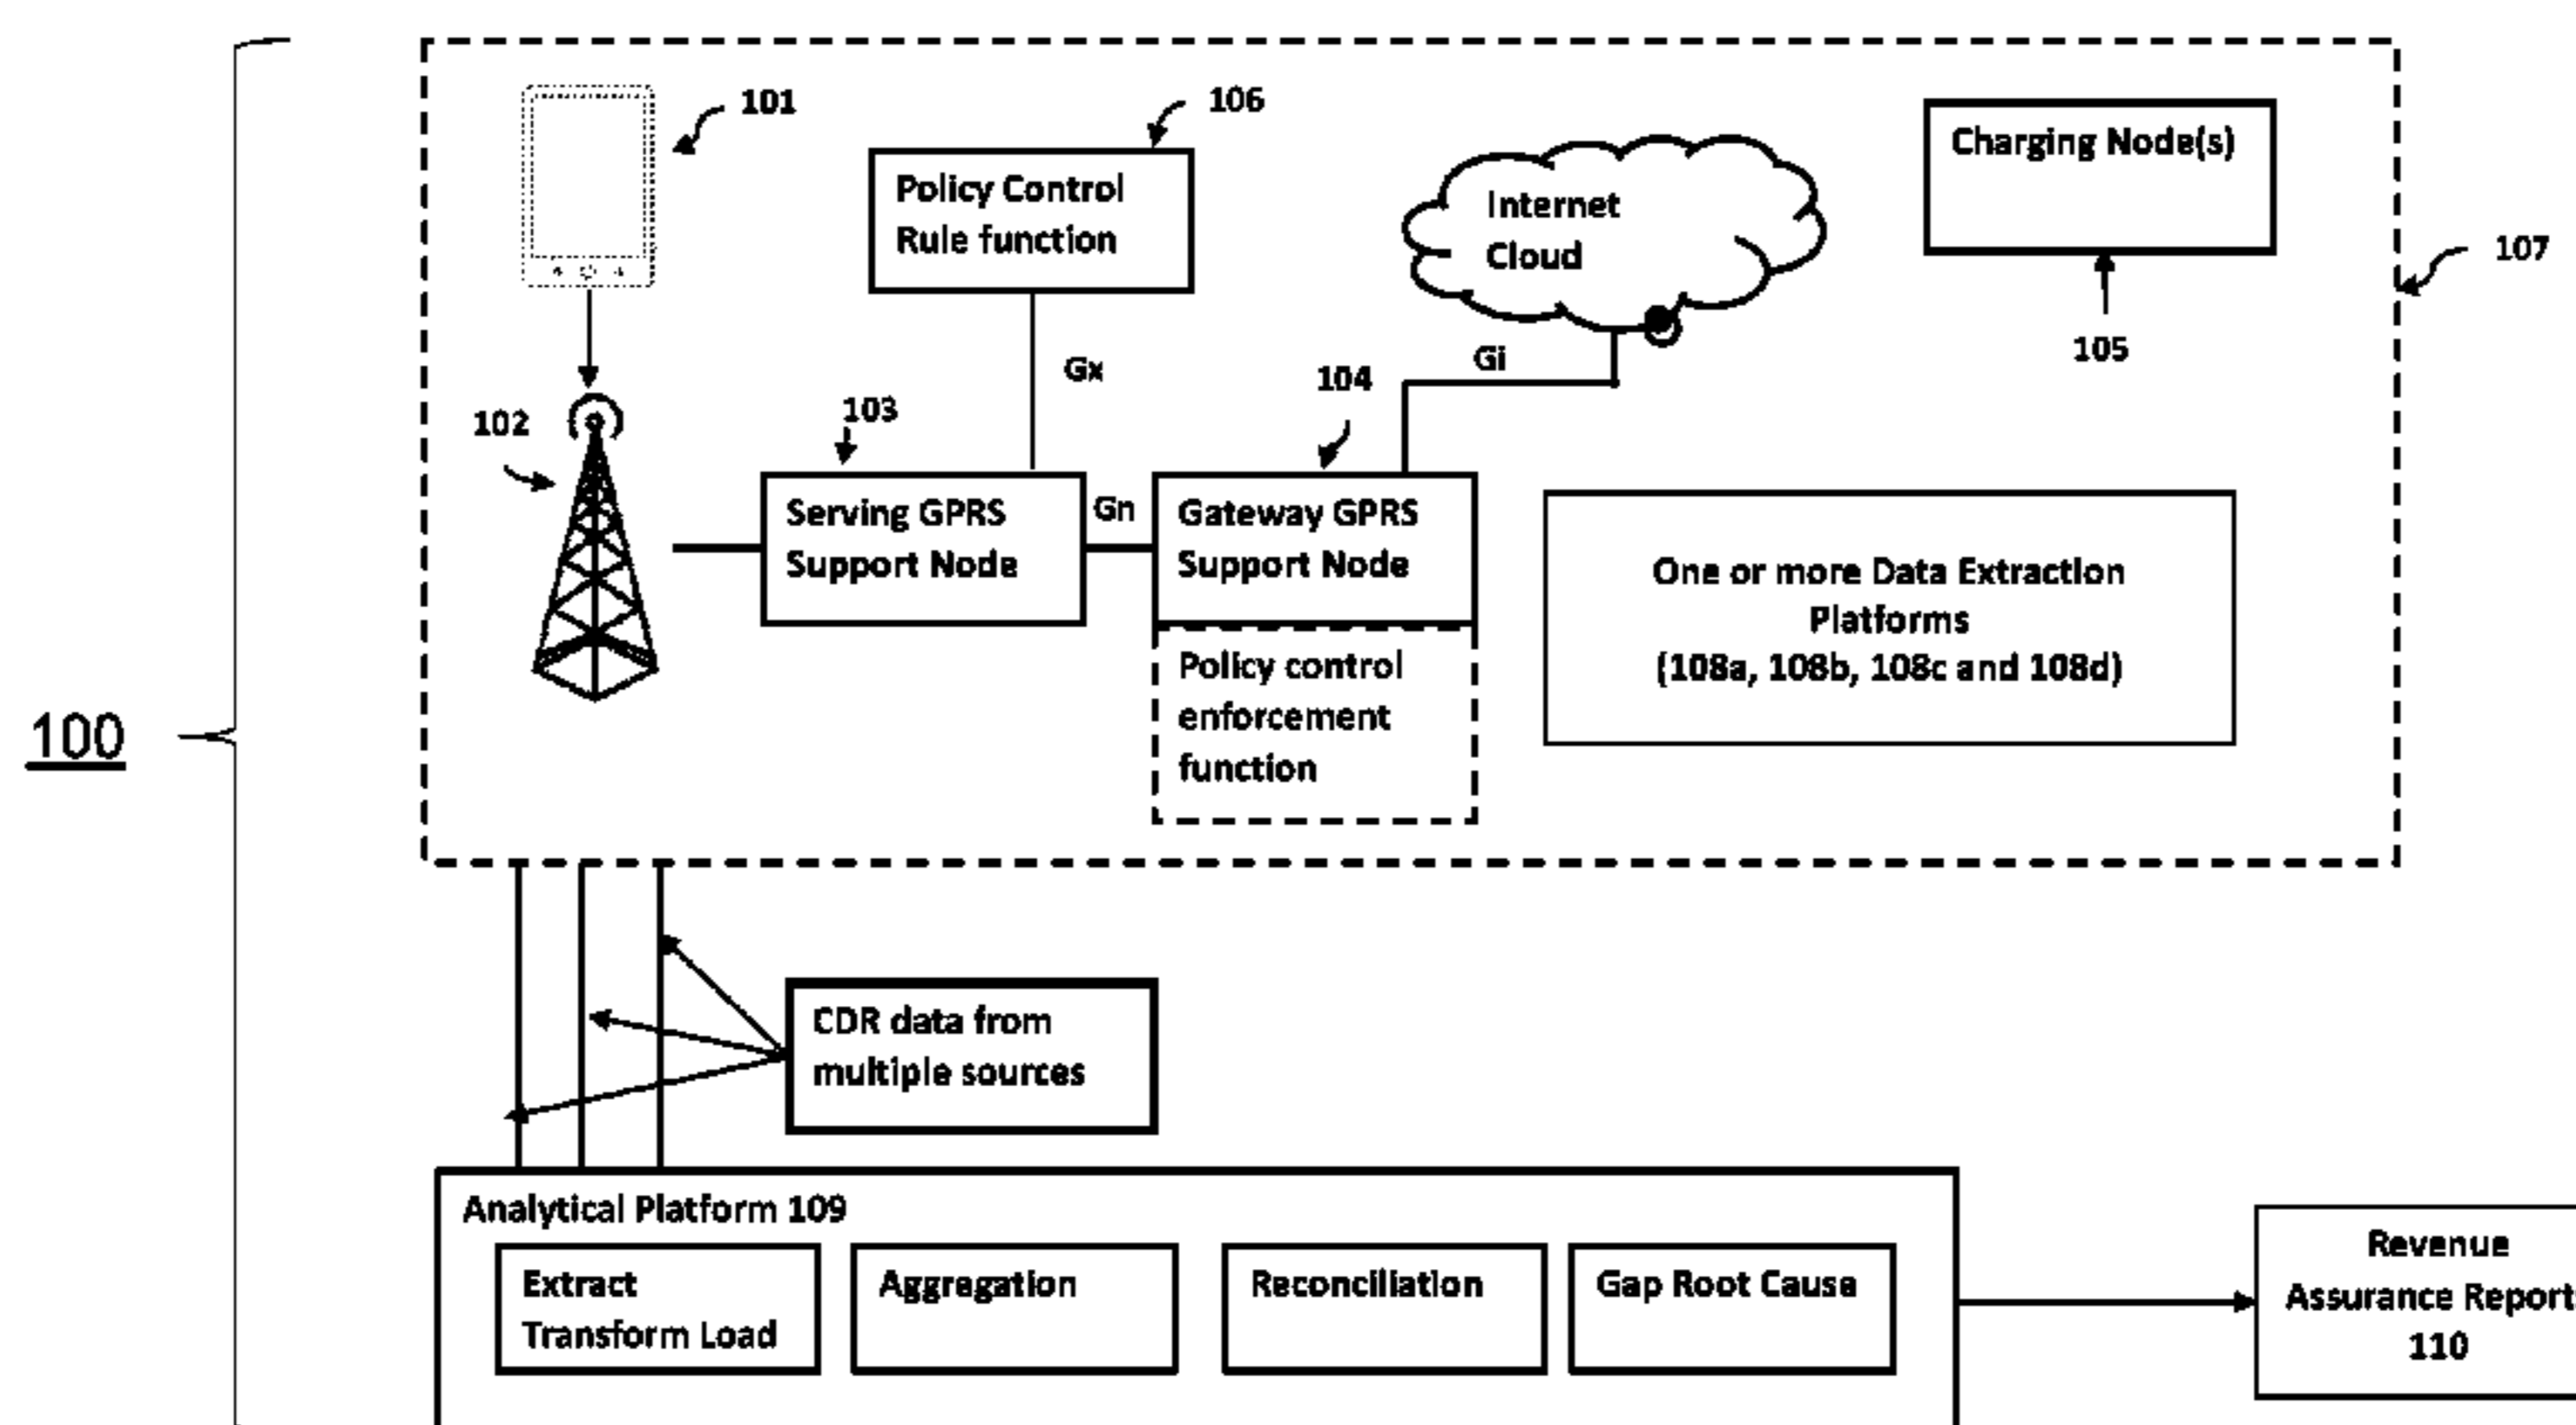 100
101
106
Policy Control
Rule function
Internet
Cloud
Charging Node(s)
107
105
Gx
Gi
102
103
104
Serving GPRS
Support Node
Gn
Gateway GPRS
Support Node
Policy control
enforcement
function
One or more Data Extraction
Platforms
(108a, 108b, 108c and 108d)
CDR data from
multiple sources
Analytical Platform 109
Extract
Transform Load
Aggregation
Reconciliation
Gap Root Cause
Revenue
Assurance Report
110